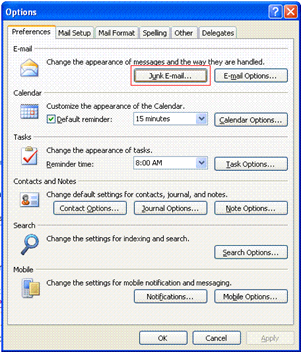 Options
Preferences Mail Setup Mail Format Spelling Other Delegates
E-mail
Change the appearance of messages and the way they are handled.
Junk E-mail... E-mail Options...
Calendar
Customize the appearance of the Calendar.
Default reminder: 15 minutes Calendar Options...
Tasks
Change the appearance of tasks.
Reminder time: 8:00 AM Task Options...
Contacts and Notes
Change default settings for contacts, journal, and notes.
Contact Options... Journal Options... Note Options...
Search
Change the settings for indexing and search.
Search Options...
Mobile
Change the settings for mobile notification and messaging.
Notifications... Mobile Options...
OK Cancel Apply